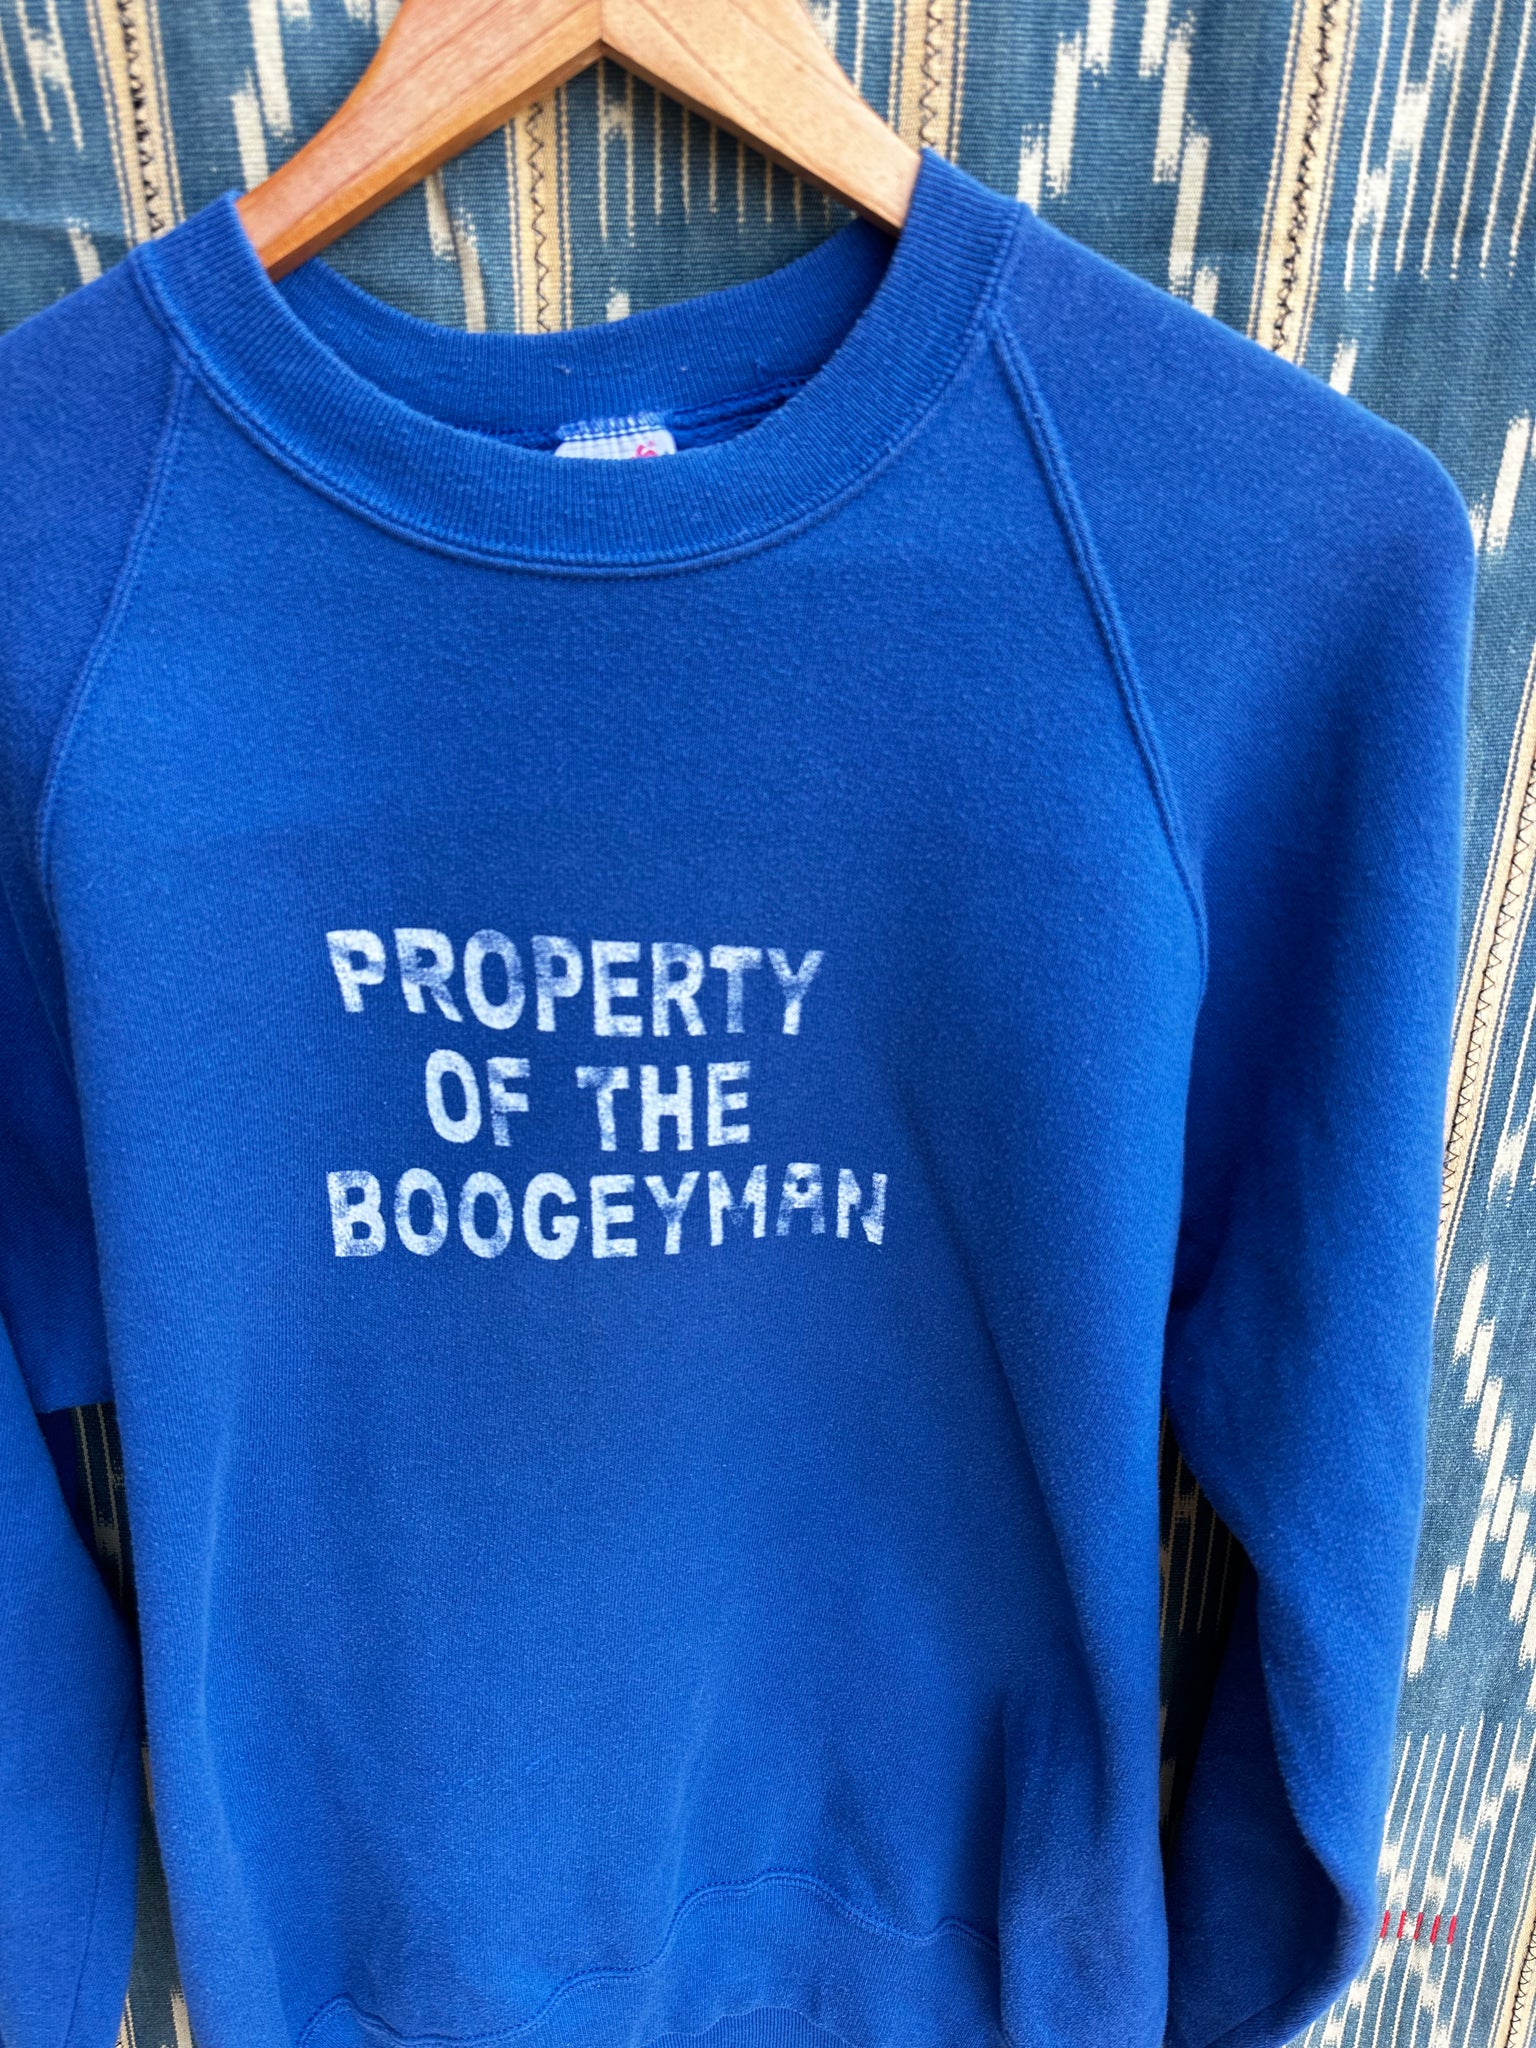 PROPERTY
OF THE
BOOGEYMAN